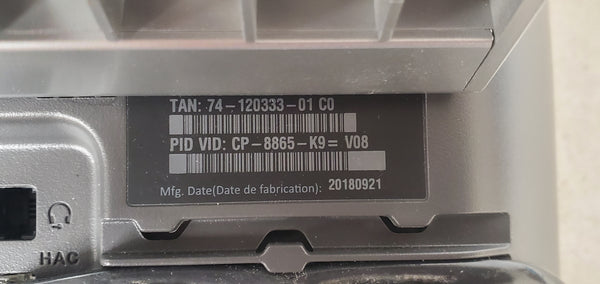 TAN: 74-120333-01 C0
PID VID: CP-8865-K9= V08
Mfg. Date(Date de fabrication): 20180921
HAC